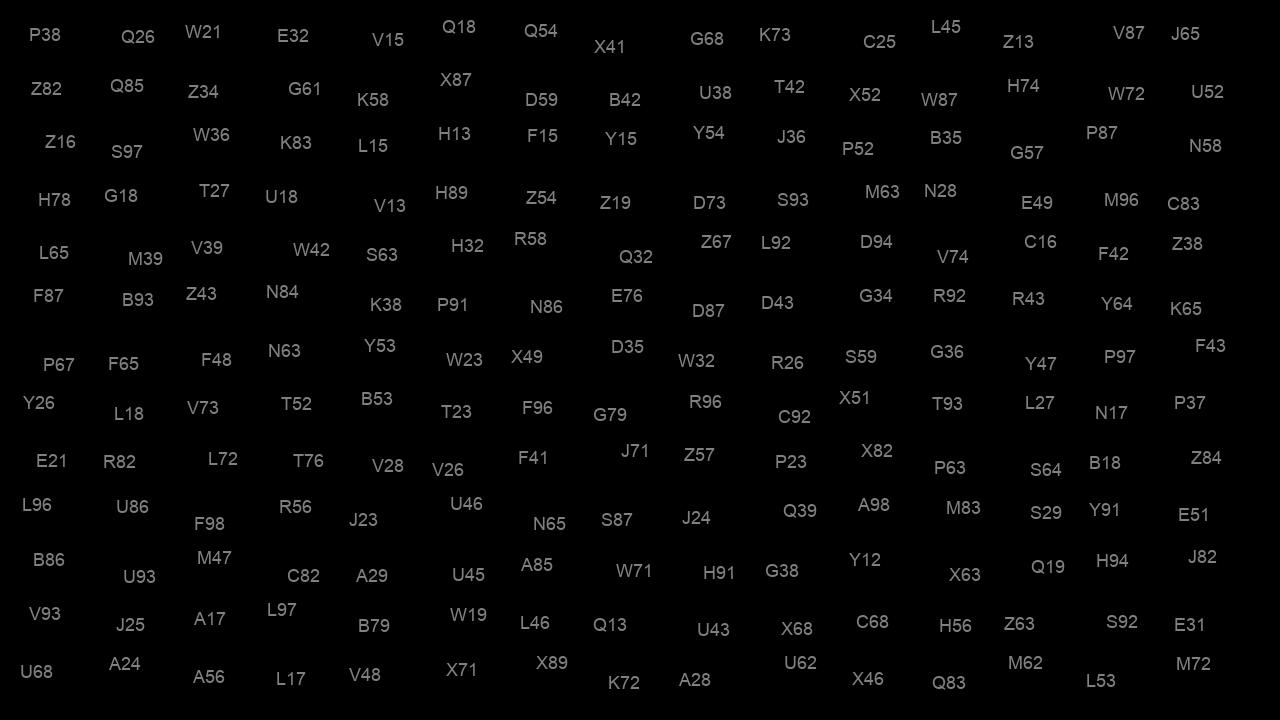 P38 Q26 W21 E32 V15 Q18 Q54 X41 G68 K73 C25 L45 Z13 V87 J65
Z82 Q85 Z34 G61 K58 X87 D59 B42 U38 T42 X52 W87 H74 W72 U52
Z16 S97 W36 K83 L15 H13 F15 Y15 Y54 J36 P52 B35 G57 P87 N58
H78 G18 T27 U18 V13 H89 Z54 Z19 D73 S93 M63 N28 E49 M96 C83
L65 M39 V39 W42 S63 H32 R58 Q32 Z67 L92 D94 V74 C16 F42 Z38
F87 B93 Z43 N84 K38 P91 N86 E76 D87 D43 G34 R92 R43 Y64 K65
P67 F65 F48 N63 Y53 W23 X49 D35 W32 R26 S59 G36 Y47 P97 F43
Y26 L18 V73 T52 B53 T23 F96 G79 R96 C92 X51 T93 L27 N17 P37
E21 R82 L72 T76 V28 V26 F41 J71 Z57 P23 X82 P63 S64 B18 Z84
L96 U86 F98 R56 J23 U46 N65 S87 J24 Q39 A98 M83 S29 Y91 E51
B86 U93 M47 C82 A29 U45 A85 W71 H91 G38 Y12 X63 Q19 H94 J82
V93 J25 A17 L97 B79 W19 L46 Q13 U43 X68 C68 H56 Z63 S92 E31
U68 A24 A56 L17 V48 X71 X89 K72 A28 U62 X46 Q83 M62 L53 M72